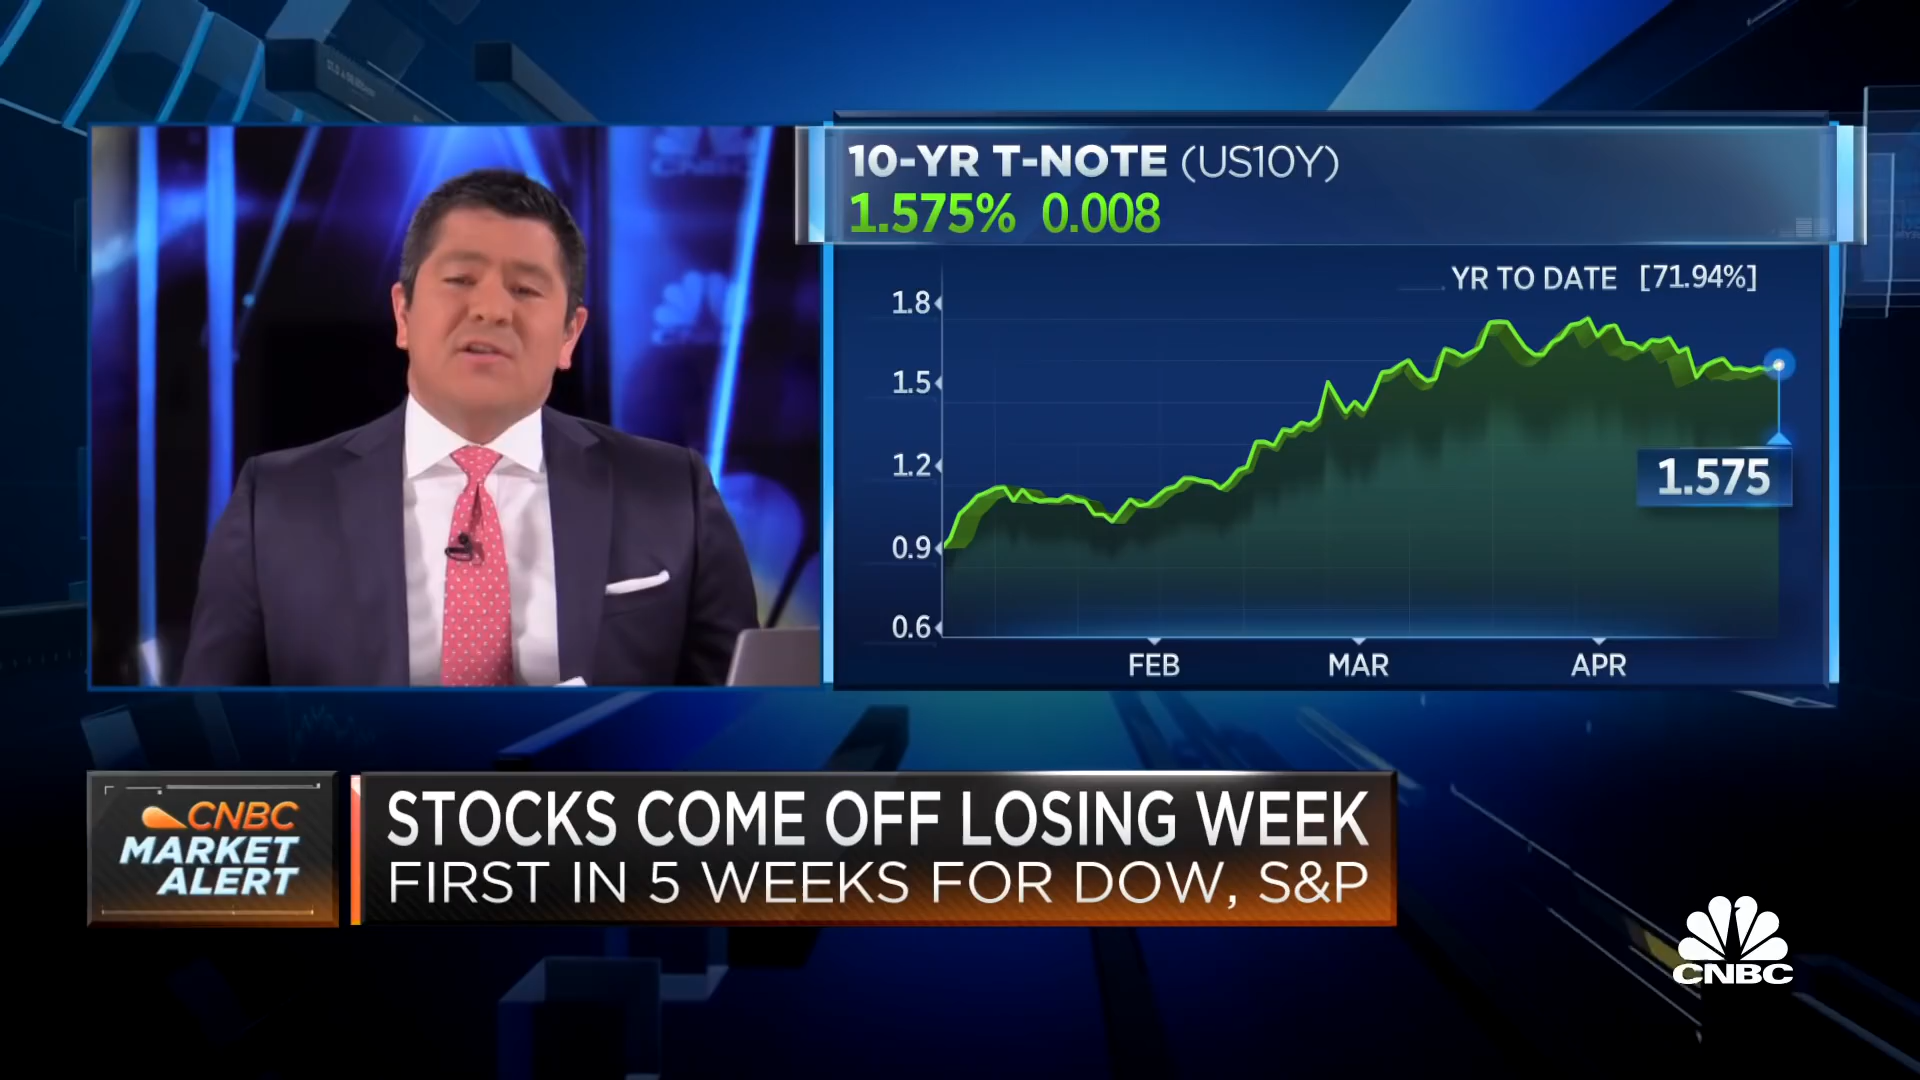 10-YR T-NOTE (US10Y)
1.575% 0.008
YR TO DATE [71.94%]
1.8
1.5
1.2
0.9
0.6
1.575
FEB MAR APR
CNBC
MARKET
ALERT
STOCKS COME OFF LOSING WEEK
FIRST IN 5 WEEKS FOR DOW, S&P
CNBC
CNBC
CNBC